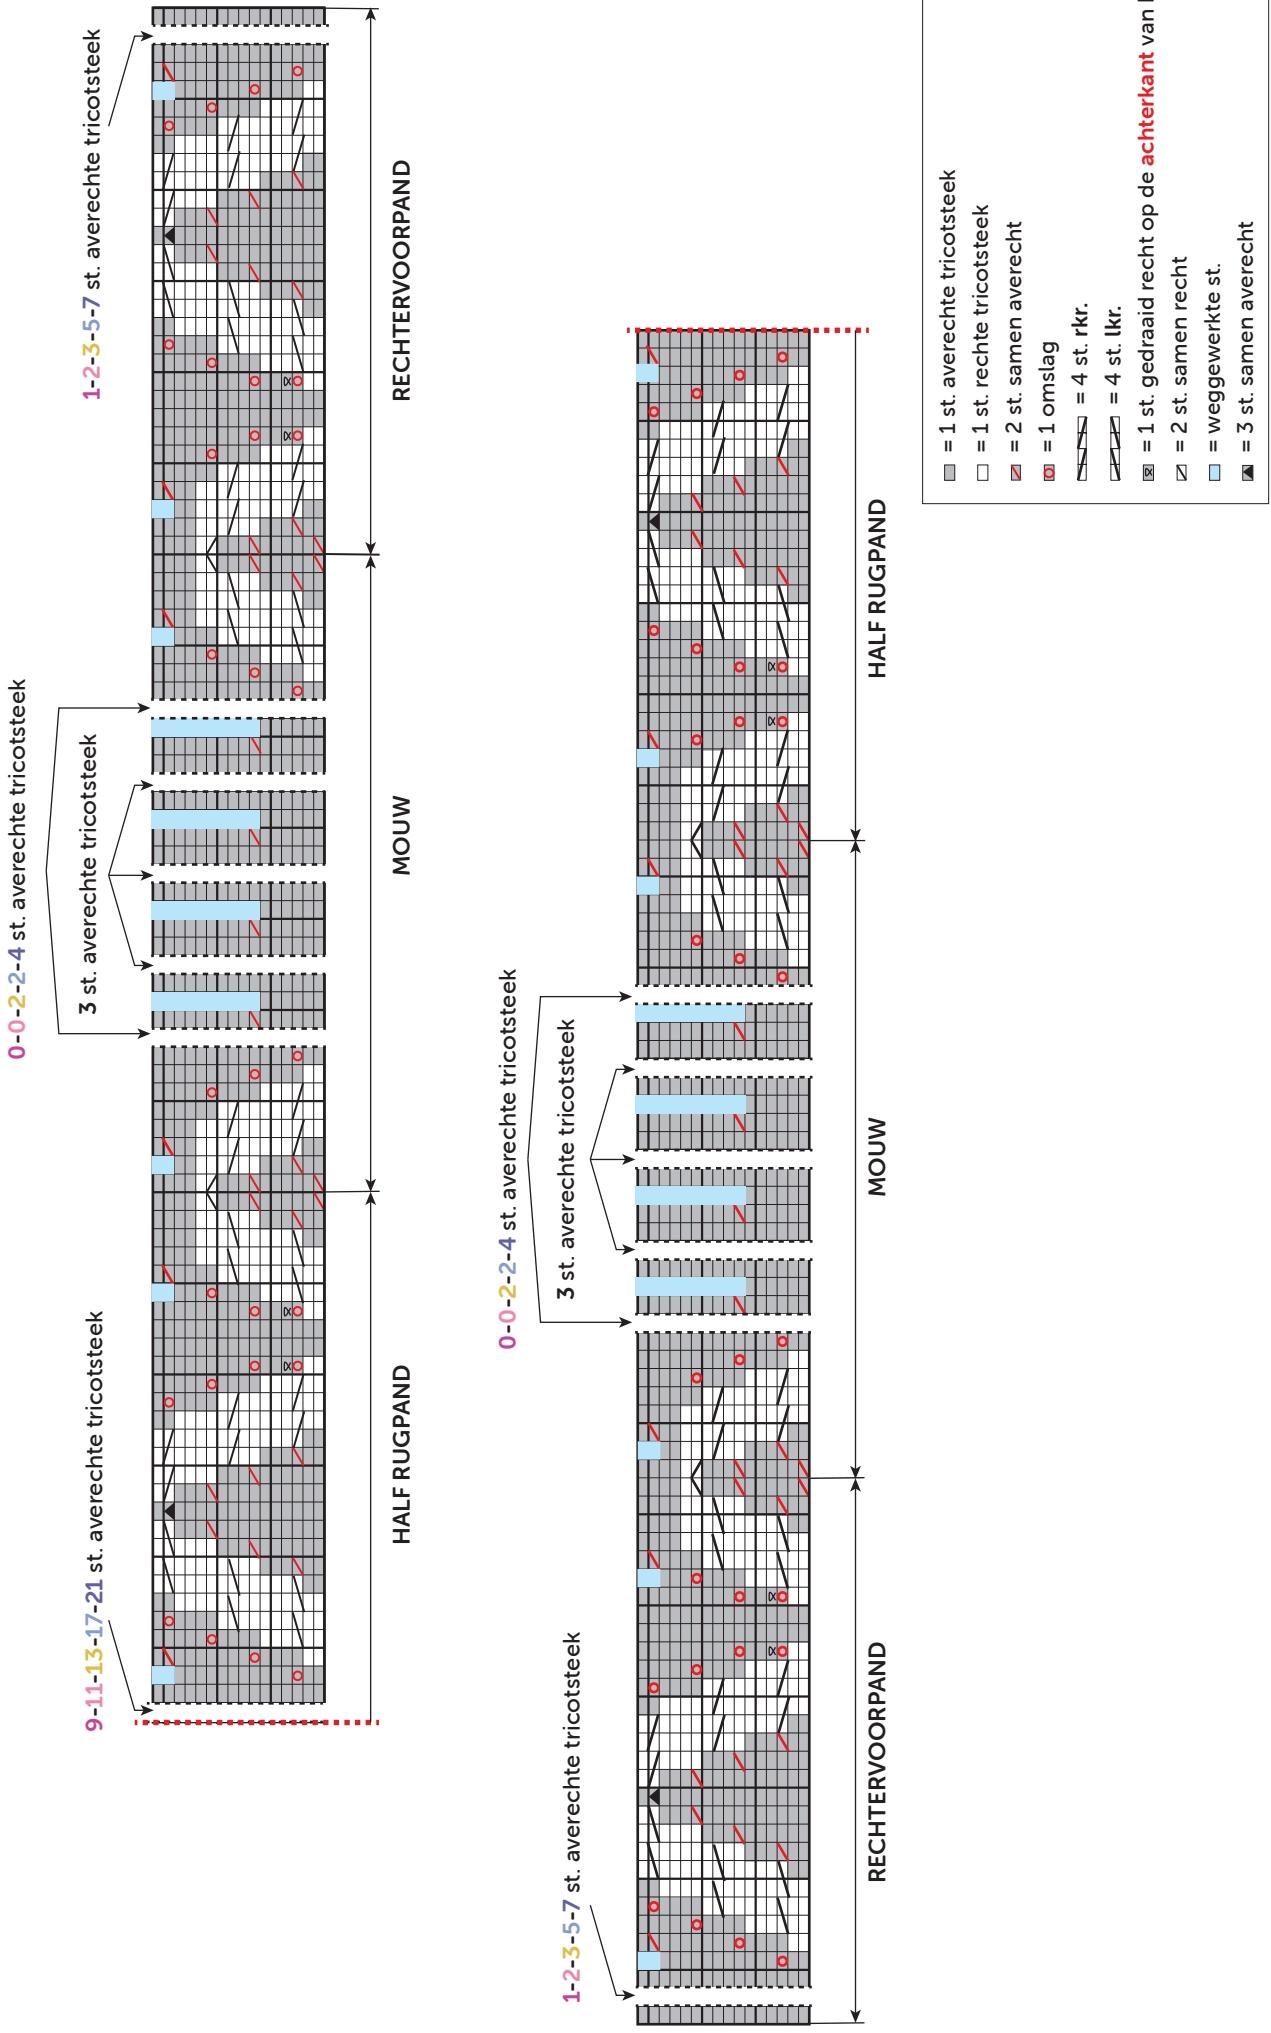 9-11-13-17-21 st. averechte tricotsteek
0-0-2-2-4 st. averechte tricotsteek
3 st. averechte tricotsteek
1-2-3-5-7 st. averechte tricotsteek
HALF RUGPAND
MOUW
RECHTERVOORPAND
1-2-3-5-7 st. averechte tricotsteek
0-0-2-2-4 st. averechte tricotsteek
3 st. averechte tricotsteek
RECHTERVOORPAND
MOUW
HALF RUGPAND
= 1 st. averechte tricotsteek
= 1 st. rechte tricotsteek
= 2 st. samen averecht
= 1 omslag
= 4 st. rkr.
= 4 st. lkr.
= 1 st. gedraaid recht op de achterkant van
= 2 st. samen recht
= weggewerkte st.
= 3 st. samen averecht